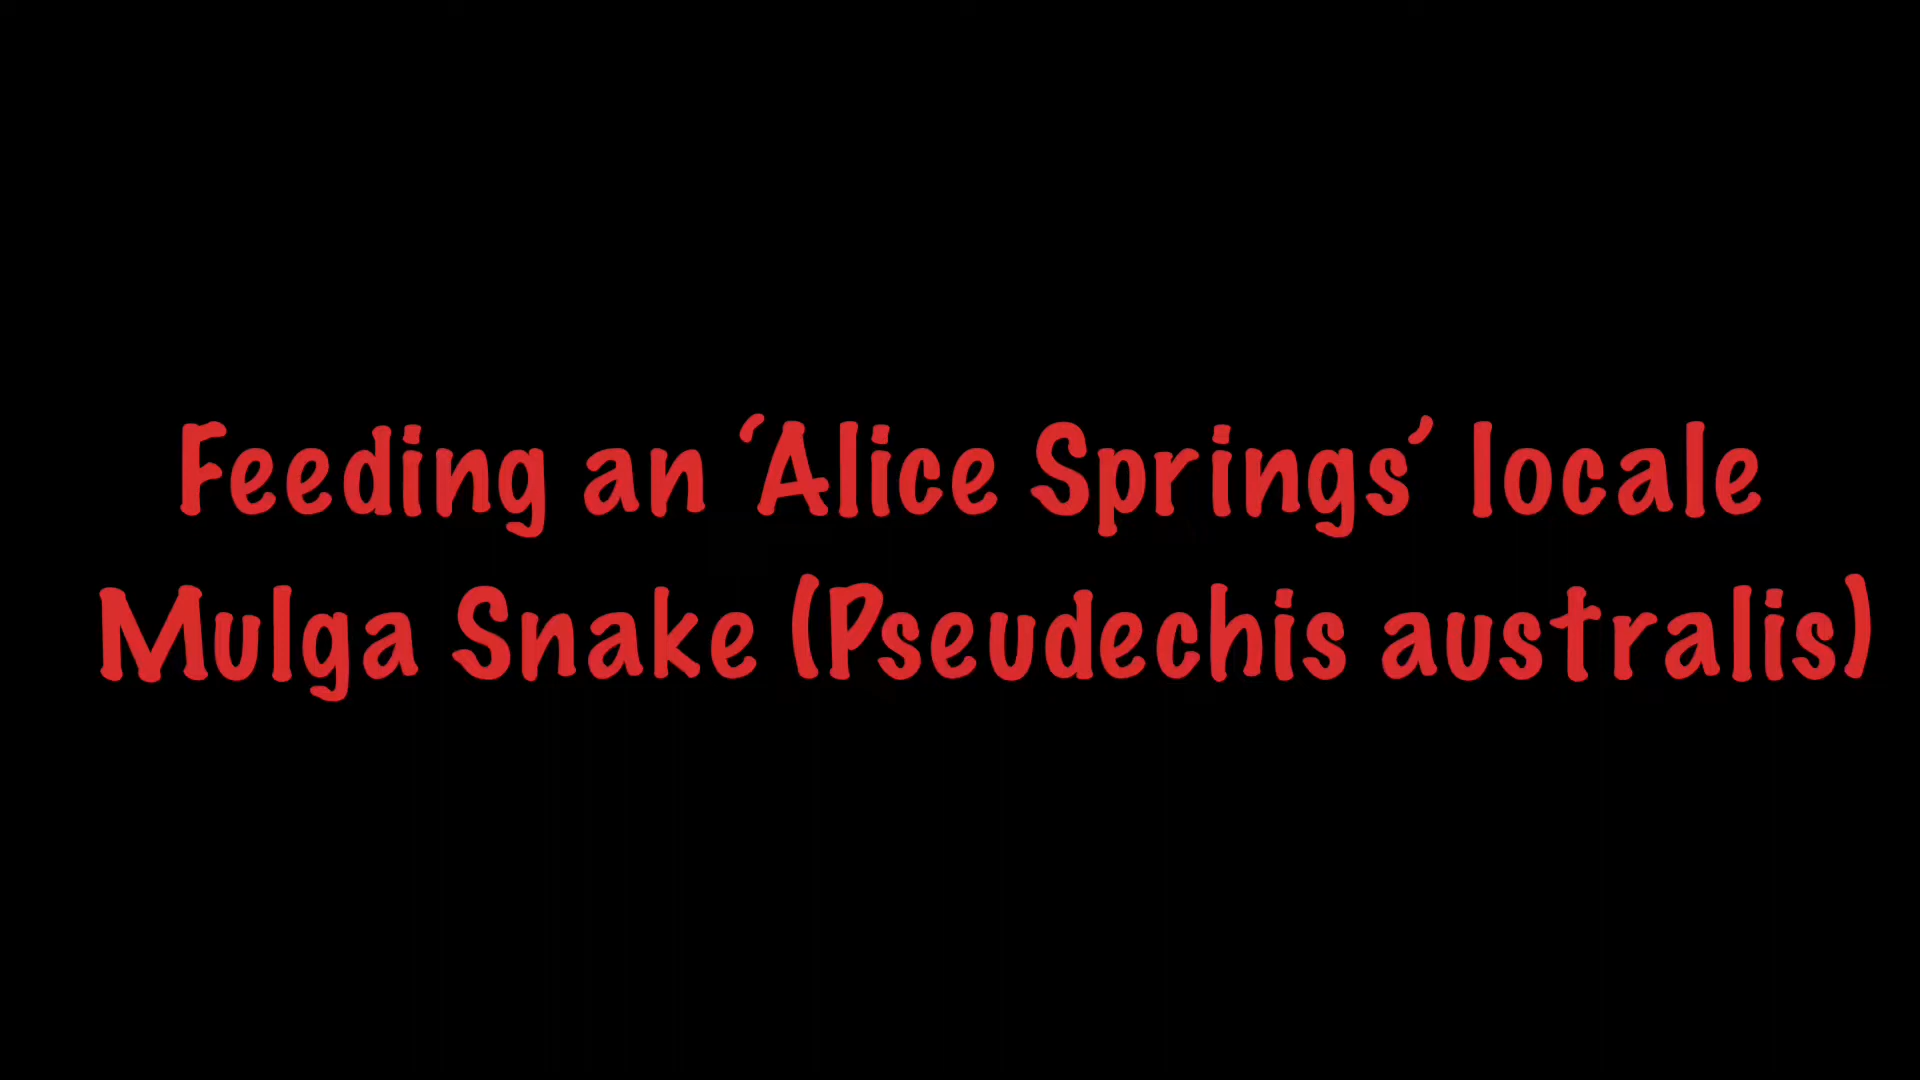 Feeding an ‘Alice Springs’ locale
Mulga Snake (Pseudechis australis)